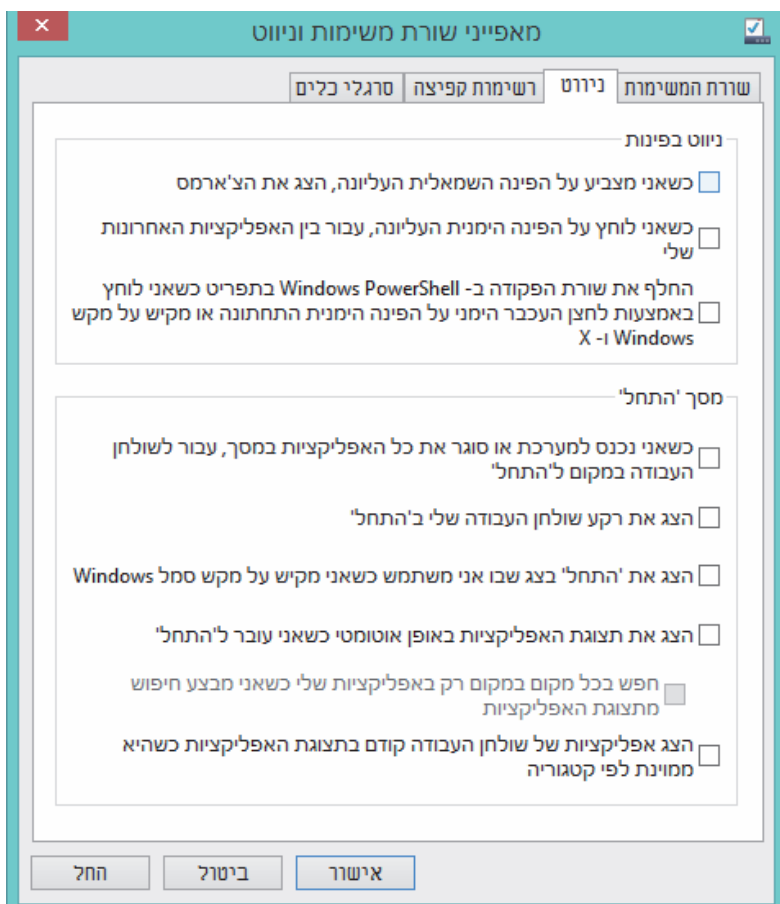 מאפייני שורת משימות וניווט
שורת המשימות
ניווט
רשימות קפיצה
סרגלי כלים
ניווט בפינות
כשאני מצביע על הפינה השמאלית העליונה, הצג את הצ'ארמס
כשאני לוחץ על הפינה הימנית העליונה, עבור בין האפליקציות האחרונות
שלי
החלף את שורת הפקודה ב- Windows PowerShell בתפריט כשאני לוחץ
באמצעות לחצן העכבר הימני על הפינה הימנית התחתונה או מקיש על מקש
Windows ו- X
מסך 'התחל'
כשאני נכנס למערכת או סוגר את כל האפליקציות במסך, עבור לשולחן
העבודה במקום ל'התחל'
הצג את רקע שולחן העבודה שלי ב'התחל'
הצג את 'התחל' בצג שבו אני משתמש כשאני מקיש על מקש סמל Windows
הצג את תצוגת האפליקציות באופן אוטומטי כשאני עובר ל'התחל'
חפש בכל מקום במקום רק באפליקציות שלי כשאני מבצע חיפוש
מתצוגת האפליקציות
הצג אפליקציות של שולחן העבודה קודם בתצוגת האפליקציות כשהיא
ממוינת לפי קטגוריה
אישור
ביטול
החל